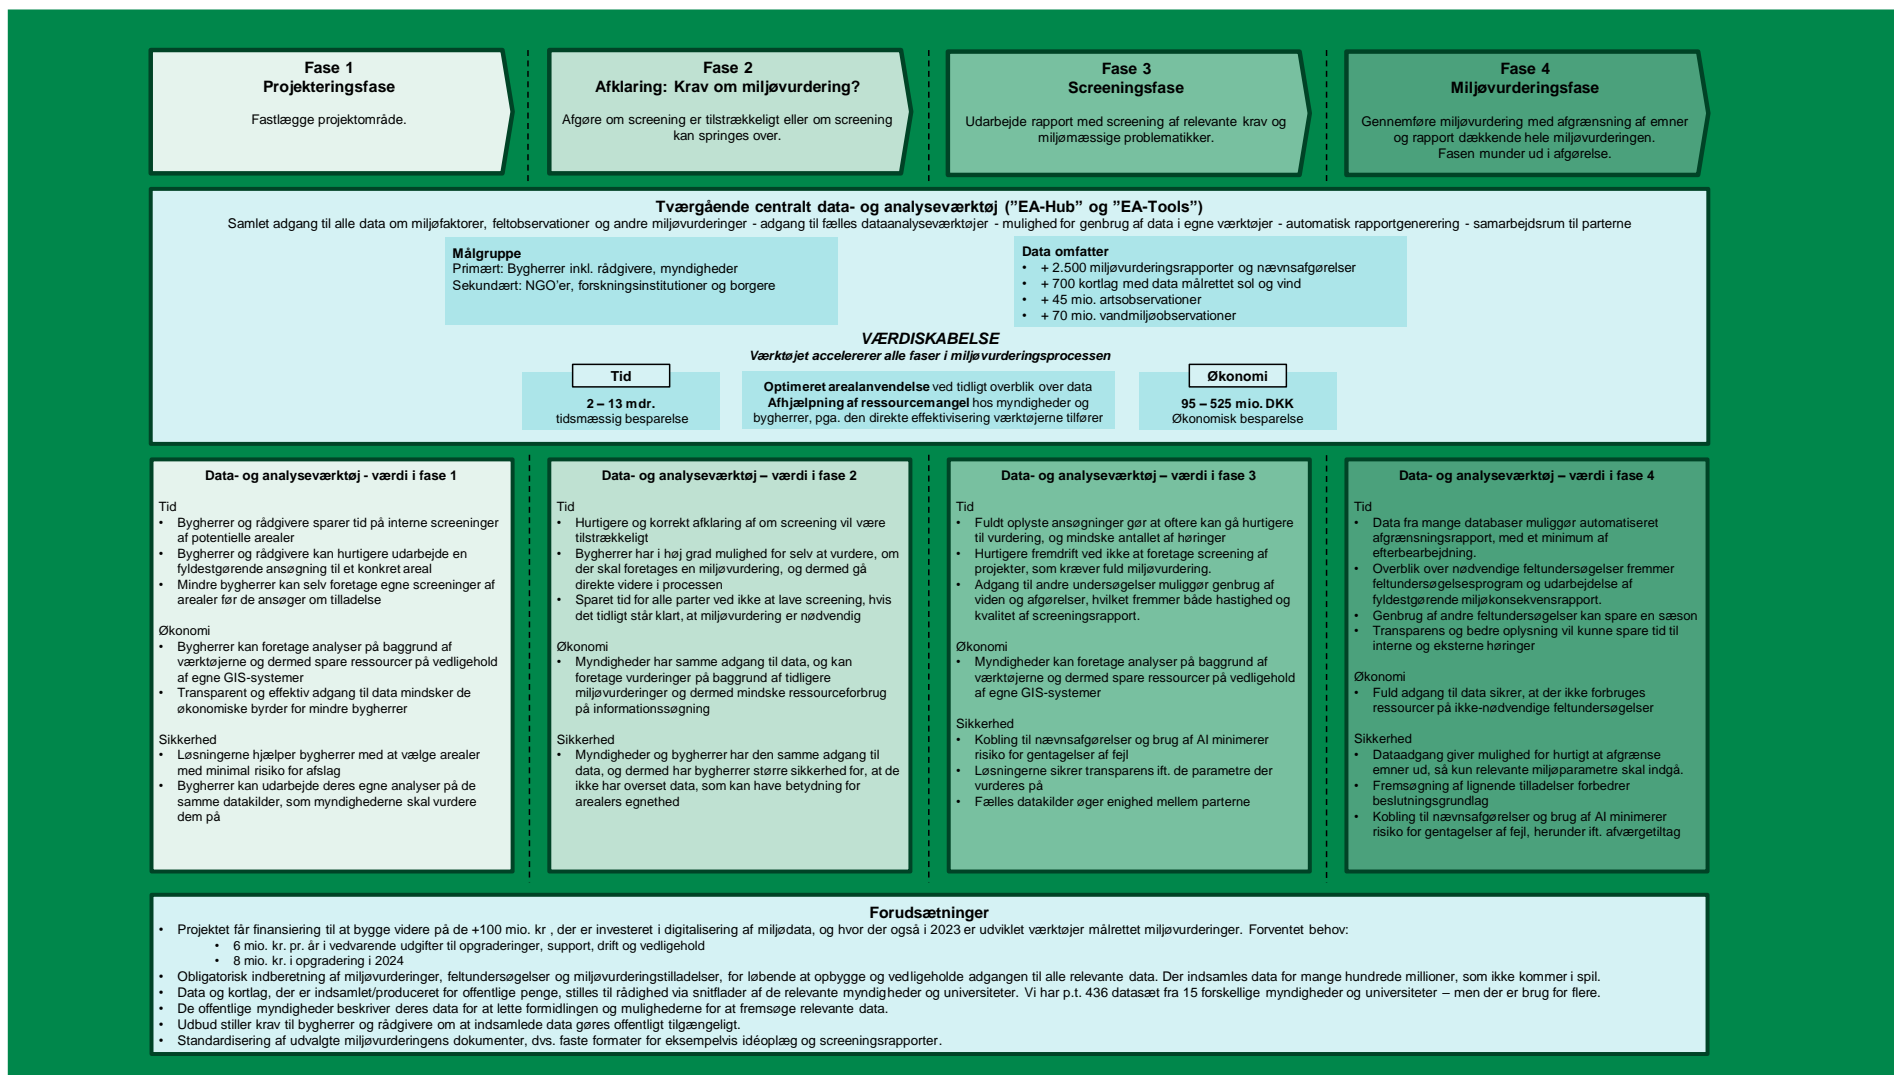 Fase 1
Projekteringsfase
Fastlægge projektområde.
Fase 2
Afklaring: Krav om miljøvurdering?
Afgøre om screening er tilstrækkeligt eller om screening
kan springes over.
Fase 3
Screeningsfase
Udarbejde rapport med screening af relevante krav og
miljømæssige problematikker.
Fase 4
Miljøvurderingsfase
Gennemføre miljøvurdering med afgrænsning af emner
og rapport dækkende hele miljøvurderingen.
Fasen munder ud i afgørelse.
Tværgående centralt data- og analyseværktøj ("EA-Hub" og "EA-Tools")
Samlet adgang til alle data om miljøfaktorer, feltobservationer og andre miljøvurderinger - adgang til fælles dataanalyseværktøjer - mulighed for genbrug af data i egne værktøjer - automatisk rapportgenerering - samarbejdsrum til parterne
Målgruppe
Primært: Bygherrer inkl. rådgivere, myndigheder
Sekundært: NGO'er, forskningsinstitutioner og borgere
Data omfatter
• + 2.500 miljøvurderingsrapporter og nævnsafgørelser
• + 700 kortlag med data målrettet sol og vind
• + 45 mio. artsobservationer
• + 70 mio. vandmiljøobservationer
VÆRDISKABELSE
Værktøjet accelererer alle faser i miljøvurderingsprocessen
Tid
2 – 13 mdr.
tidsmæssig besparelse
Optimeret arealanvendelse ved tidligt overblik over data
Afhjælpning af ressourcemangel hos myndigheder og
bygherrer, pga. den direkte effektivisering værktøjerne tilfører
Økonomi
95 – 525 mio. DKK
Økonomisk besparelse
Data- og analyseværktøj - værdi i fase 1
Tid
• Bygherrer og rådgivere sparer tid på interne screeninger
af potentielle arealer
• Bygherrer og rådgivere kan hurtigere udarbejde en
fyldestgørende ansøgning til et konkret areal
• Mindre bygherrer kan selv foretage egne screeninger af
arealer før de ansøger om tilladelse
Økonomi
• Bygherrer kan foretage analyser på baggrund af
værktøjerne og dermed spare ressourcer på vedligehold
af egne GIS-systemer
• Transparent og effektiv adgang til data mindsker de
økonomiske byrder for mindre bygherrer
Sikkerhed
• Løsningerne hjælper bygherrer med at vælge arealer
med minimal risiko for afslag
• Bygherrer kan udarbejde deres egne analyser på de
samme datakilder, som myndighederne skal vurdere
dem på
Data- og analyseværktøj – værdi i fase 2
Tid
• Hurtigere og korrekt afklaring af om screening vil være
tilstrækkeligt
• Bygherrer har i høj grad mulighed for selv at vurdere, om
der skal foretages en miljøvurdering, og dermed gå
direkte videre i processen
• Sparet tid for alle parter ved ikke at lave screening, hvis
det tidligt står klart, at miljøvurdering er nødvendig
Økonomi
• Myndigheder har samme adgang til data, og kan
foretage vurderinger på baggrund af tidligere
miljøvurderinger og dermed mindske ressourceforbrug
på informationssøgning
Sikkerhed
• Myndigheder og bygherrer har den samme adgang til
data, og dermed har bygherrer større sikkerhed for, at de
ikke har overset data, som kan have betydning for
arealers egnethed
Data- og analyseværktøj – værdi i fase 3
Tid
• Fuldt oplyste ansøgninger gør at oftere kan gå hurtigere
til vurdering, og mindske antallet af høringer
• Hurtigere fremdrift ved ikke at foretage screening af
projekter, som kræver fuld miljøvurdering.
• Adgang til andre undersøgelser muliggør genbrug af
viden og afgørelser, hvilket fremmer både hastighed og
kvalitet af screeningsrapport.
Økonomi
• Myndigheder kan foretage analyser på baggrund af
værktøjerne og dermed spare ressourcer på vedligehold
af egne GIS-systemer
Sikkerhed
• Kobling til nævnsafgørelser og brug af AI minimerer
risiko for gentagelser af fejl
• Løsningerne sikrer transparens ift. de parametre der
vurderes på
• Fælles datakilder øger enighed mellem parterne
Data- og analyseværktøj – værdi i fase 4
Tid
• Data fra mange databaser muliggør automatiseret
afgrænsningsrapport, med et minimum af
efterbearbejdning.
• Overblik over nødvendige feltundersøgelser fremmer
feltundersøgelsesprogram og udarbejdelse af
fyldestgørende miljøkonsekvensrapport.
• Genbrug af andre feltundersøgelser kan spare en sæson
• Transparens og bedre oplysning vil kunne spare tid til
interne og eksterne høringer
Økonomi
• Fuld adgang til data sikrer, at der ikke forbruges
ressourcer på ikke-nødvendige feltundersøgelser
Sikkerhed
• Dataadgang giver mulighed for hurtigt at afgrænse
emner ud, så kun relevante miljøparametre skal indgå.
• Fremsøgning af lignende tilladelser forbedrer
beslutningsgrundlag
• Kobling til nævnsafgørelser og brug af AI minimerer
risiko for gentagelser af fejl, herunder ift. afværgetiltag
Forudsætninger
• Projektet får finansiering til at bygge videre på de +100 mio. kr , der er investeret i digitalisering af miljødata, og hvor der også i 2023 er udviklet værktøjer målrettet miljøvurderinger. Forventet behov:
• 6 mio. kr. pr. år i vedvarende udgifter til opgraderinger, support, drift og vedligehold
• 8 mio. kr. i opgradering i 2024
• Obligatorisk indberetning af miljøvurderinger, feltundersøgelser og miljøvurderingstilladelser, for løbende at opbygge og vedligeholde adgangen til alle relevante data. Der indsamles data for mange hundrede millioner, som ikke kommer i spil.
• Data og kortlag, der er indsamlet/produceret for offentlige penge, stilles til rådighed via snitflader af de relevante myndigheder og universiteter. Vi har p.t. 436 datasæt fra 15 forskellige myndigheder og universiteter – men der er brug for flere.
• De offentlige myndigheder beskriver deres data for at lette formidlingen og mulighederne for at fremsøge relevante data.
• Udbud stiller krav til bygherrer og rådgivere om at indsamlede data gøres offentligt tilgængeligt.
• Standardisering af udvalgte miljøvurderingens dokumenter, dvs. faste formater for eksempelvis idéoplæg og screeningsrapporter.